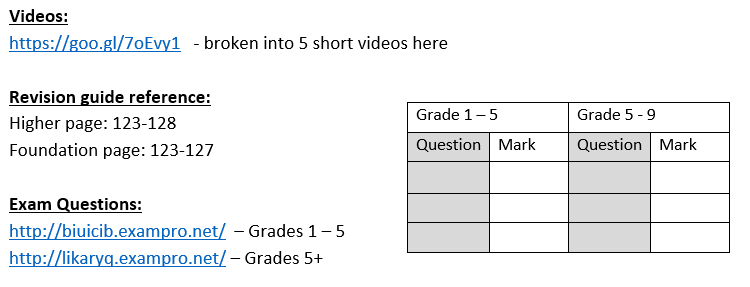 Videos:
https://goo.gl/7oEvy1 - broken into 5 short videos here
Revision guide reference:
Higher page: 123-128
Foundation page: 123-127
Exam Questions:
http://biuicib.exampro.net/ – Grades 1 – 5
http://likaryq.exampro.net/ – Grades 5+
Grade 1 – 5 Grade 5 - 9
Question Mark Question Mark